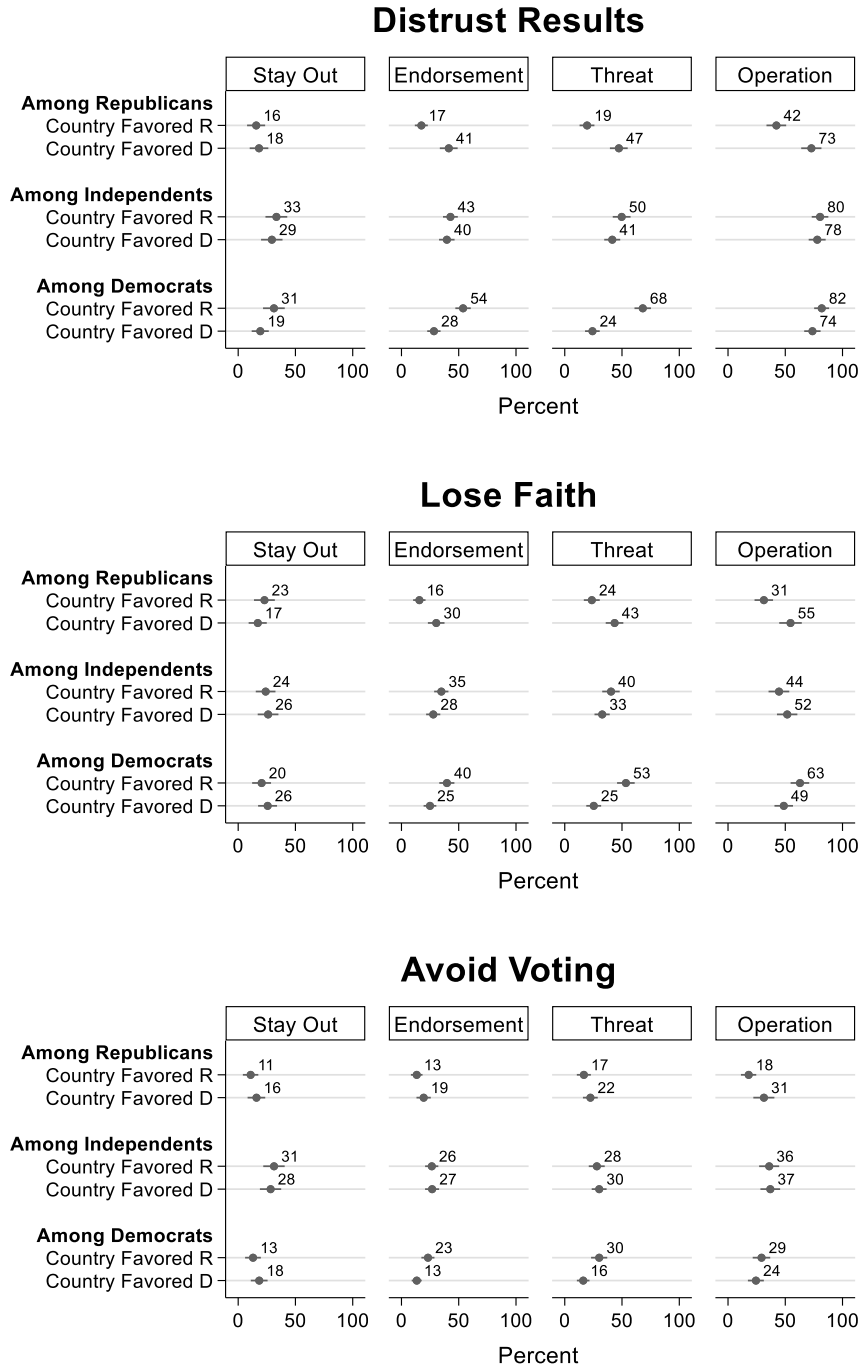 Distrust Results
Stay Out Endorsement Threat Operation
Among Republicans
Country Favored R 16 17 19 42
Country Favored D 18 41 47 73
Among Independents
Country Favored R 33 43 50 80
Country Favored D 29 40 41 78
Among Democrats
Country Favored R 31 54 68 82
Country Favored D 19 28 24 74
0 50 100 0 50 100 0 50 100 0 50 100
Percent
Lose Faith
Stay Out Endorsement Threat Operation
Among Republicans
Country Favored R 23 16 24 31
Country Favored D 17 30 43 55
Among Independents
Country Favored R 24 35 40 44
Country Favored D 26 28 33 52
Among Democrats
Country Favored R 20 40 53 63
Country Favored D 26 25 25 49
0 50 100 0 50 100 0 50 100 0 50 100
Percent
Avoid Voting
Stay Out Endorsement Threat Operation
Among Republicans
Country Favored R 11 13 17 18
Country Favored D 16 19 22 31
Among Independents
Country Favored R 31 26 28 36
Country Favored D 28 27 30 37
Among Democrats
Country Favored R 13 23 30 29
Country Favored D 18 13 16 24
0 50 100 0 50 100 0 50 100 0 50 100
Percent